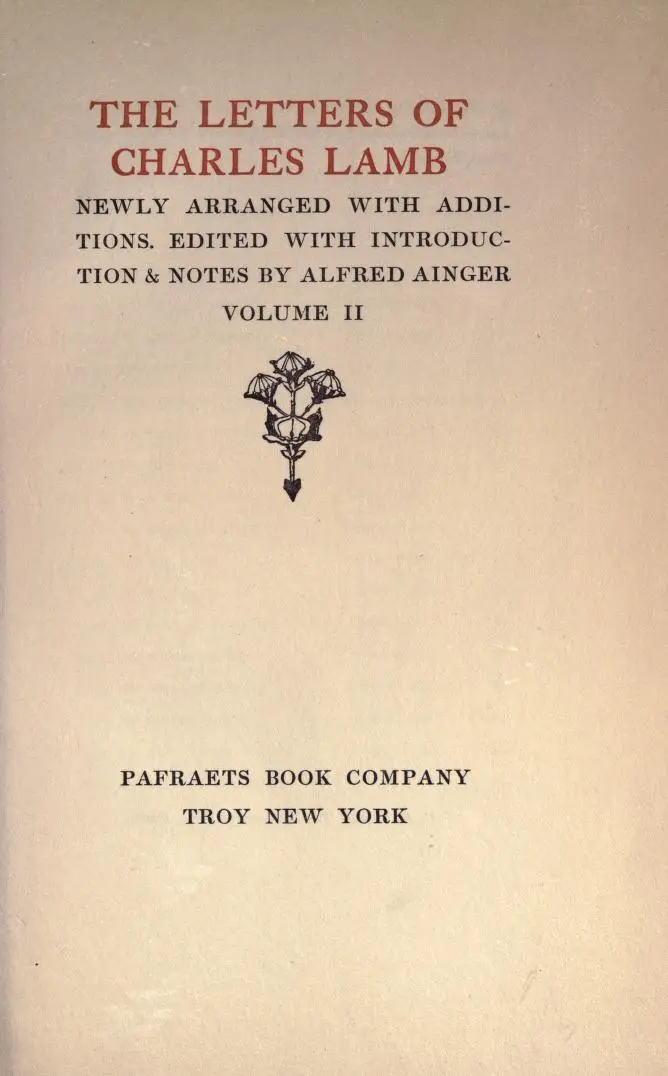 THE LETTERS OF
CHARLES LAMB
NEWLY ARRANGED WITH ADDI-
TIONS. EDITED WITH INTRODUC-
TION & NOTES BY ALFRED AINGER
VOLUME II
PAFRAETS BOOK COMPANY
TROY NEW YORK